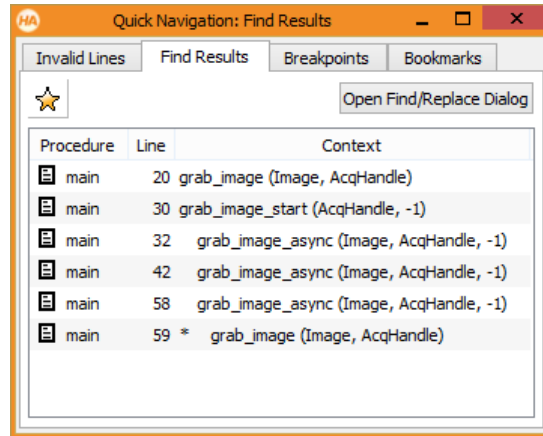 HA Quick Navigation: Find Results
Invalid Lines Find Results Breakpoints Bookmarks
Open Find/Replace Dialog
Procedure Line Context
main 20 grab_image (Image, AcqHandle)
main 30 grab_image_start (AcqHandle, -1)
main 32 grab_image_async (Image, AcqHandle, -1)
main 42 grab_image_async (Image, AcqHandle, -1)
main 58 grab_image_async (Image, AcqHandle, -1)
main 59 * grab_image (Image, AcqHandle)